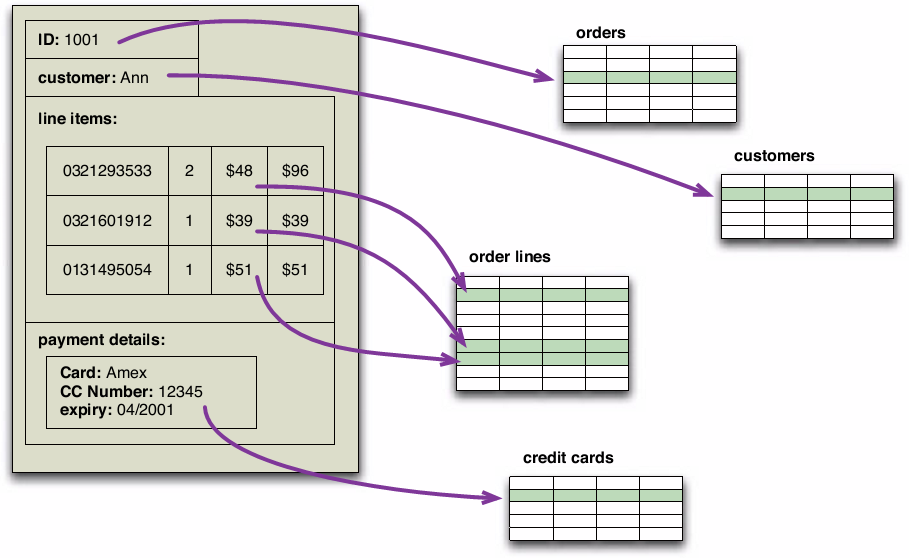 ID: 1001
customer: Ann
line items:
0321293533 2 $48 $96
0321601912 1 $39 $39
0131495054 1 $51 $51
payment details:
Card: Amex
CC Number: 12345
expiry: 04/2001
orders
customers
order lines
credit cards